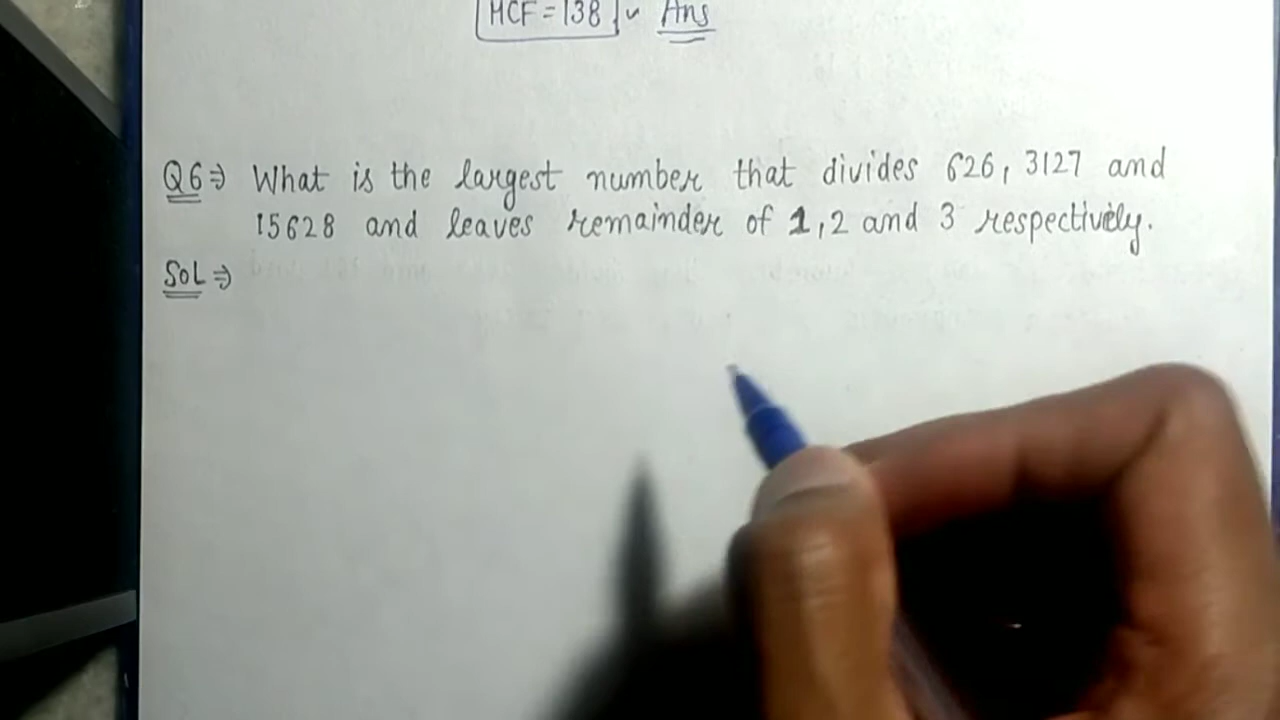 HCF = 138 Ans
Q6⇒ What is the largest number that divides 626, 3127 and
15628 and leaves remainder of 1, 2 and 3 respectively.
SOL⇒